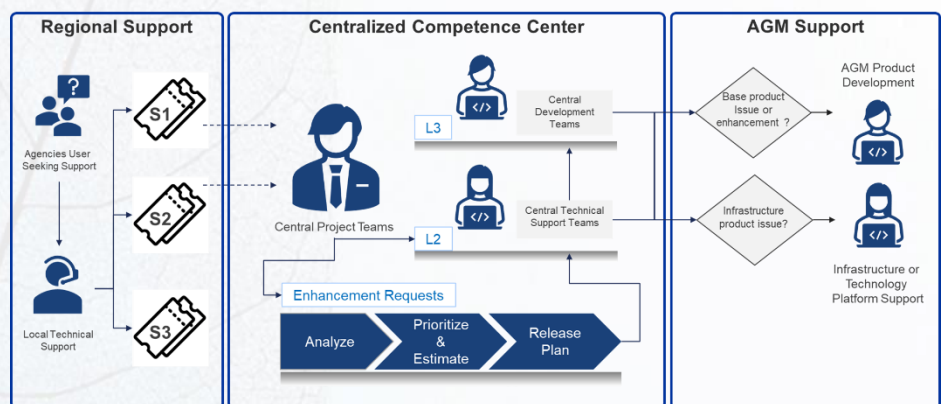 Regional Support
Centralized Competence Center
AGM Support
?
Agencies User
Seeking Support
S1
S2
S3
Local Technical
Support
Central Project Teams
L3
</>
Central
Development
Teams
L2
</>
Central Technical
Support Teams
Enhancement Requests
Analyze
Prioritize
&
Estimate
Release
Plan
Base product
Issue or
enhancement ?
AGM Product
Development
</>
Infrastructure
product issue?
</>
Infrastructure or
Technology
Platform Support